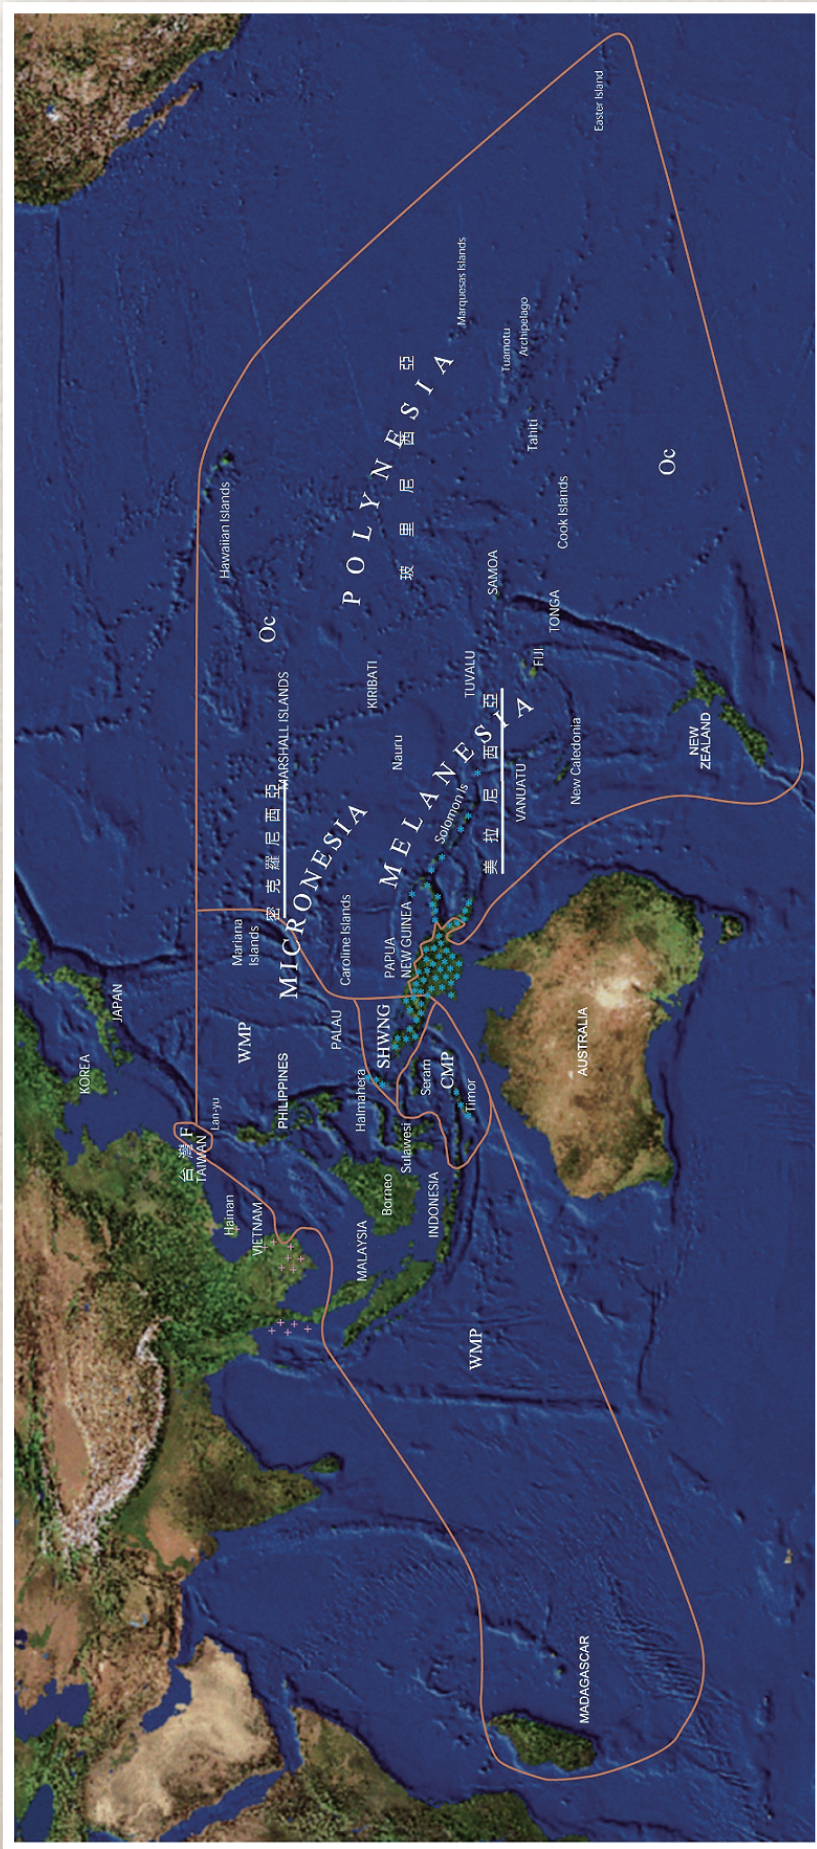 Easter Island
Marquesas Islands
Tuamotu
Archipelago
POLYNESIA
玻里尼西亞
Tahiti
Oc
Cook Islands
Hawaiian Islands
SAMOA
TONGA
Oc
FIJI
TUVALU
KIRIBATI
MARSHALL ISLANDS
Nauru
MELANESIA
美拉尼西亞
VANUATU
New Caledonia
NEW
ZEALAND
Solomon Is
密克羅尼西亞
MICRONESIA
Mariana
Islands
Caroline Islands
PAPUA
NEW GUINEA
JAPAN
KOREA
WMP
PALAU
SHWNG
PHILIPPINES
Halmahera
Seram
CMP
Timor
AUSTRALIA
Lan-yu
F
台灣
TAIWAN
Sulawesi
Borneo
INDONESIA
Hainan
VIETNAM
MALAYSIA
WMP
MADAGASCAR